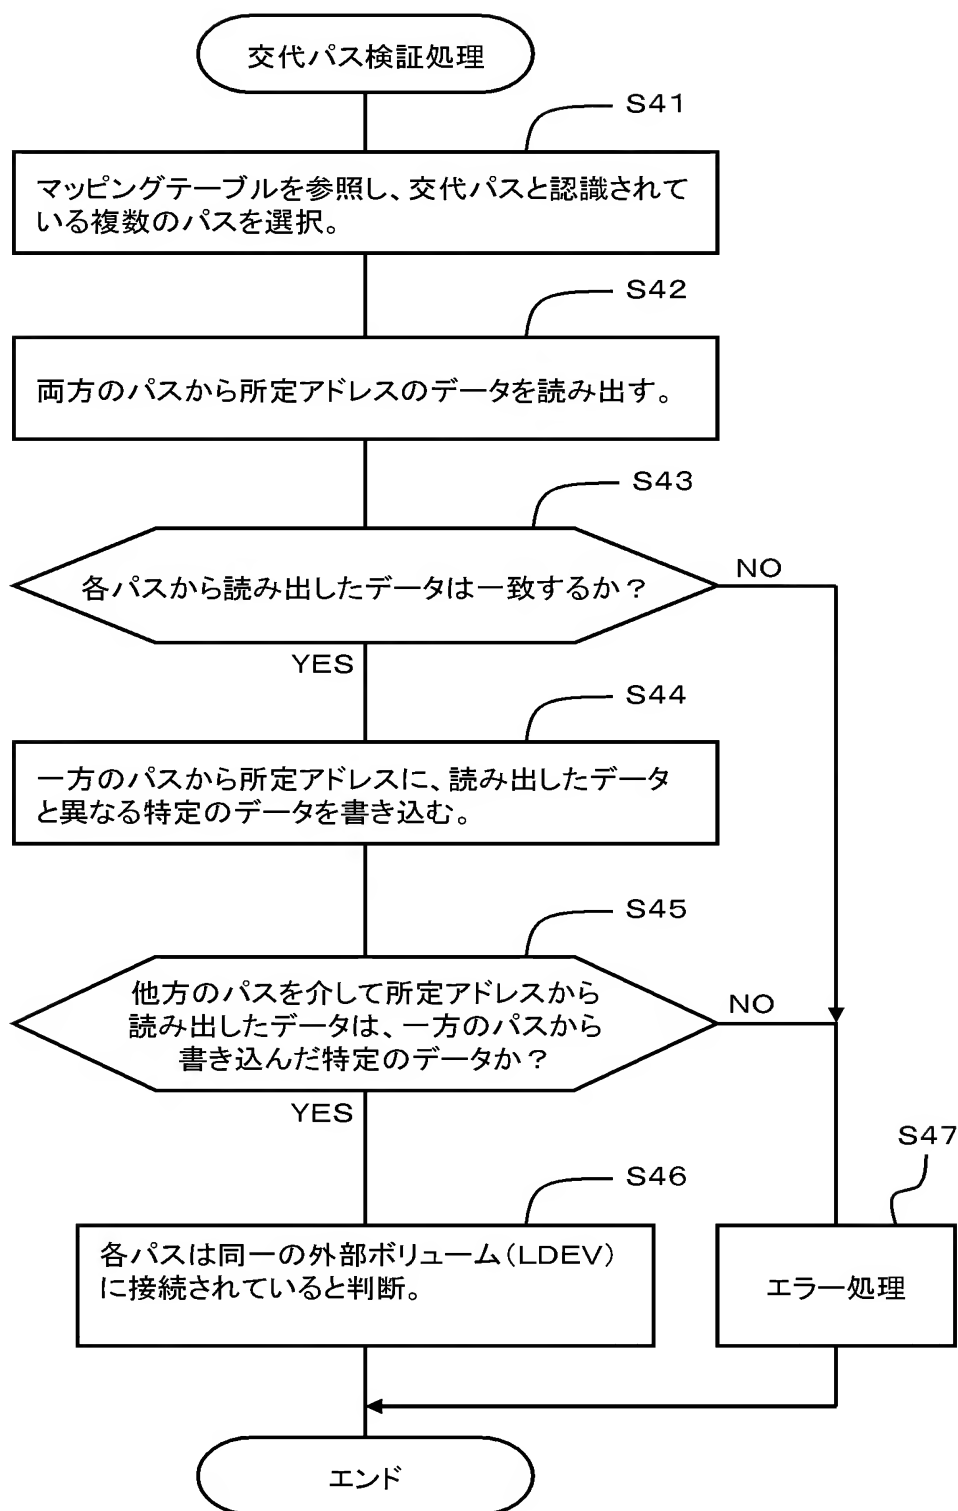 交代パス検証処理
S41
マッピングテーブルを参照し、交代パスと認識されて
いる複数のパスを選択。
S42
両方のパスから所定アドレスのデータを読み出す。
S43
各パスから読み出したデータは一致するか?
NO
YES
S44
一方のパスから所定アドレスに、読み出したデータ
と異なる特定のデータを書き込む。
S45
他方のパスを介して所定アドレスから
読み出したデータは、一方のパスから
書き込んだ特定のデータか?
NO
YES
S47
S46
各パスは同一の外部ボリューム(LDEV)
に接続されていると判断。
エラー処理
エンド